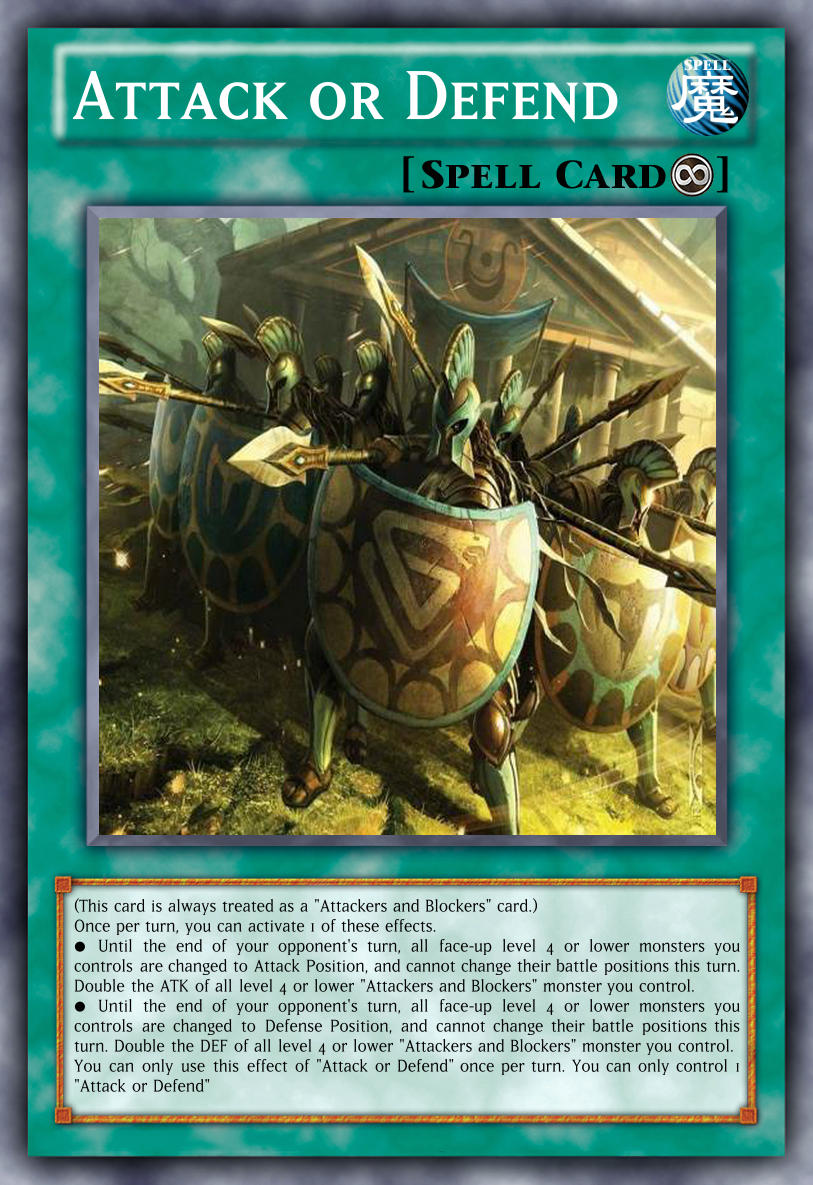 Attack or Defend
SPELL
魔
[Spell Card∞]
(This card is always treated as a "Attackers and Blockers" card.)
Once per turn, you can activate 1 of these effects.
● Until the end of your opponent's turn, all face-up level 4 or lower monsters you
controls are changed to Attack Position, and cannot change their battle positions this turn.
Double the ATK of all level 4 or lower "Attackers and Blockers" monster you control.
● Until the end of your opponent's turn, all face-up level 4 or lower monsters you
controls are changed to Defense Position, and cannot change their battle positions this
turn. Double the DEF of all level 4 or lower "Attackers and Blockers" monster you control.
You can only use this effect of "Attack or Defend" once per turn. You can only control 1
"Attack or Defend"